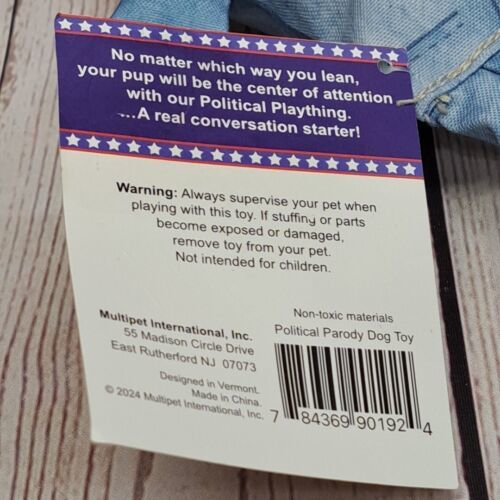 No matter which way you lean,
your pup will be the center of attention
with our Political Plaything.
...A real conversation starter!
Warning: Always supervise your pet when
playing with this toy. If stuffing or parts
become exposed or damaged,
remove toy from your pet.
Not intended for children.
Multipet International, Inc.
55 Madison Circle Drive
East Rutherford NJ 07073
Designed in Vermont.
Made in China.
© 2024 Multipet International, Inc.
Non-toxic materials
Political Parody Dog Toy
7 84369 90192 4